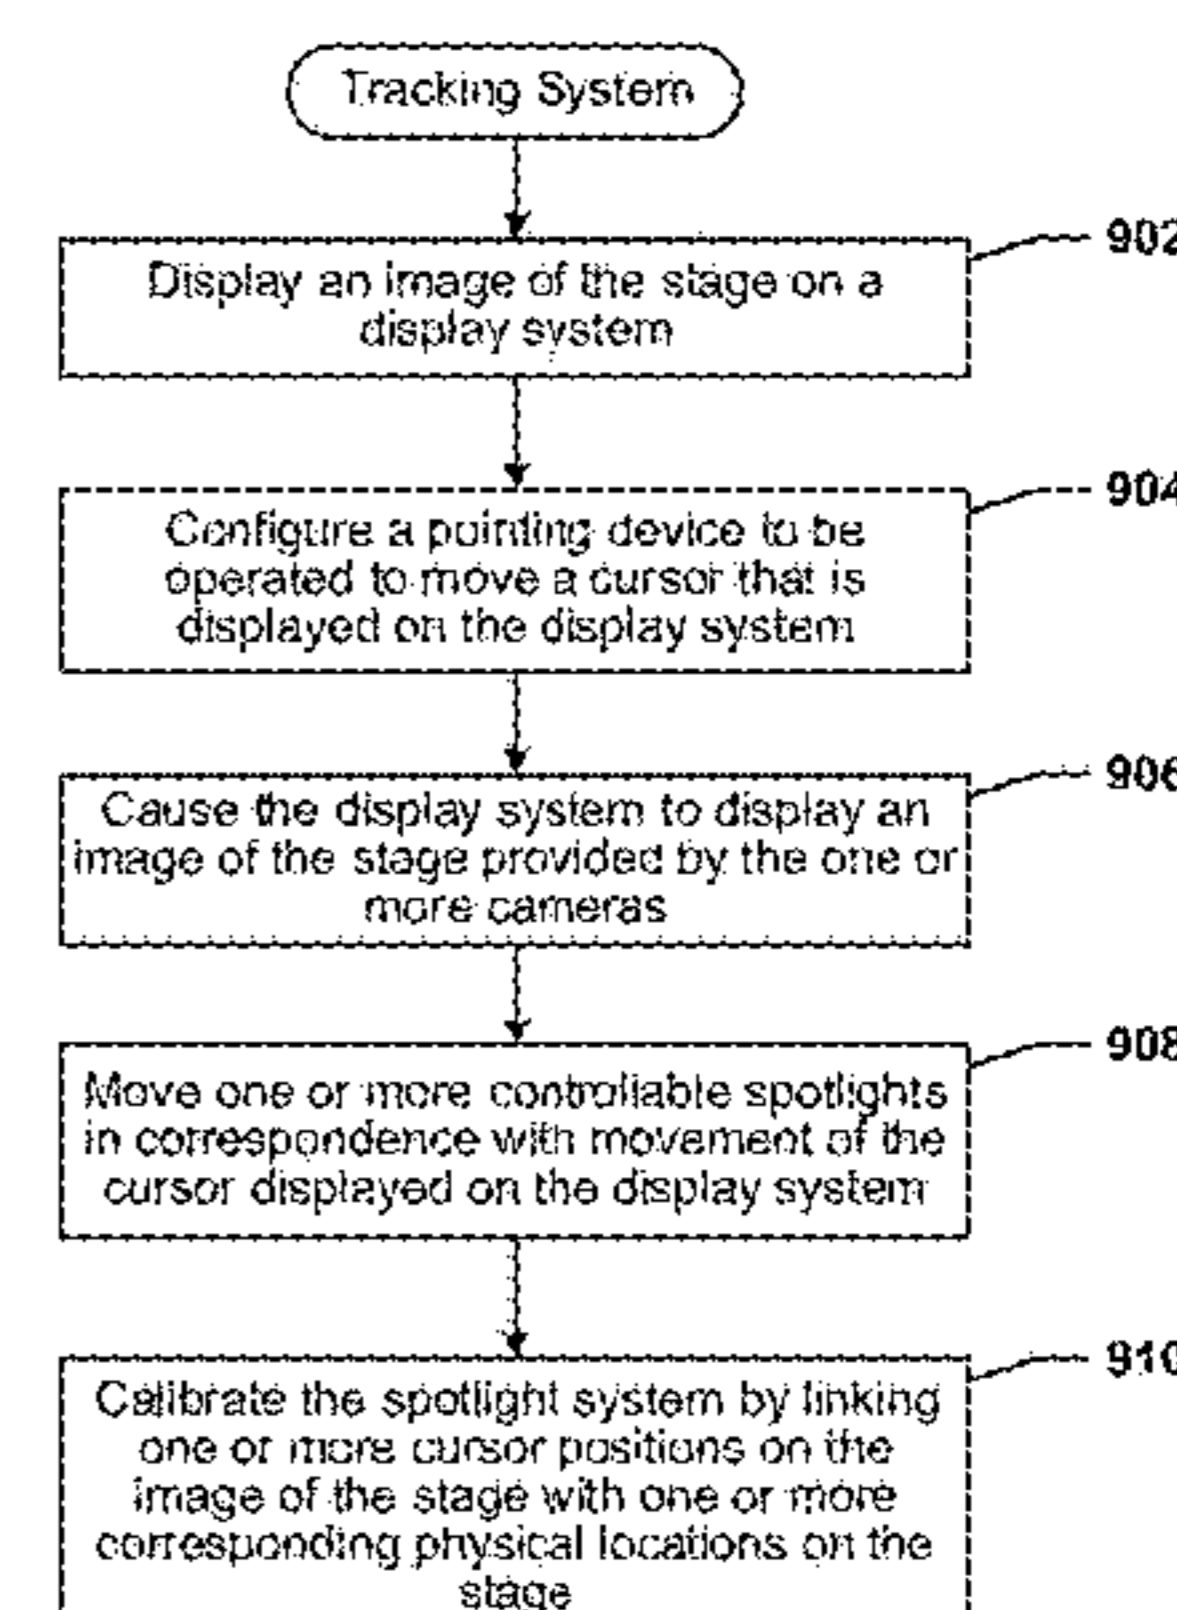 Tracking System
902
Display an image of the stage on a
display system
904
Configure a pointing device to be
operated to move a cursor that is
displayed on the display system
906
Cause the display system to display an
image of the stage provided by the one or
more cameras
908
Move one or more controllable spotlights
in correspondence with movement of the
cursor displayed on the display system
910
Calibrate the spotlight system by linking
one or more cursor positions on the
image of the stage with one or more
corresponding physical locations on the
stage